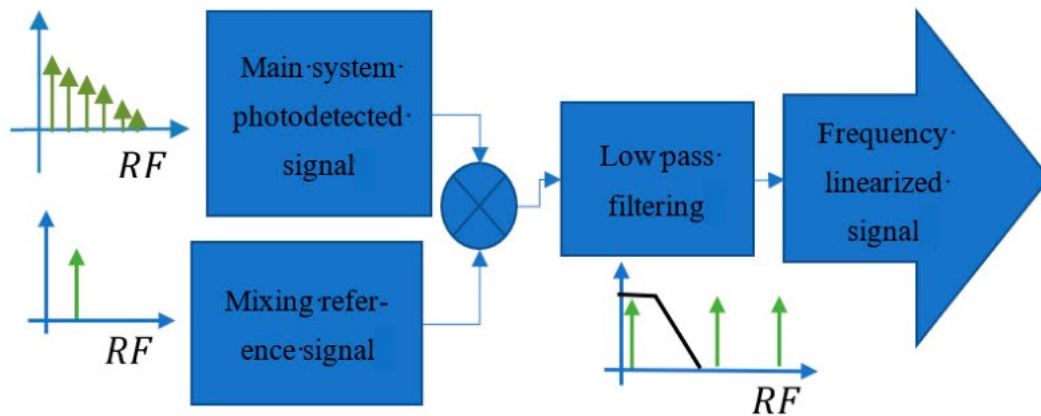 Main·system·
photodetected·
signal
RF
Mixing·refer-
ence·signal
RF
Low·pass·
filtering
RF
Frequency·
linearized·
signal